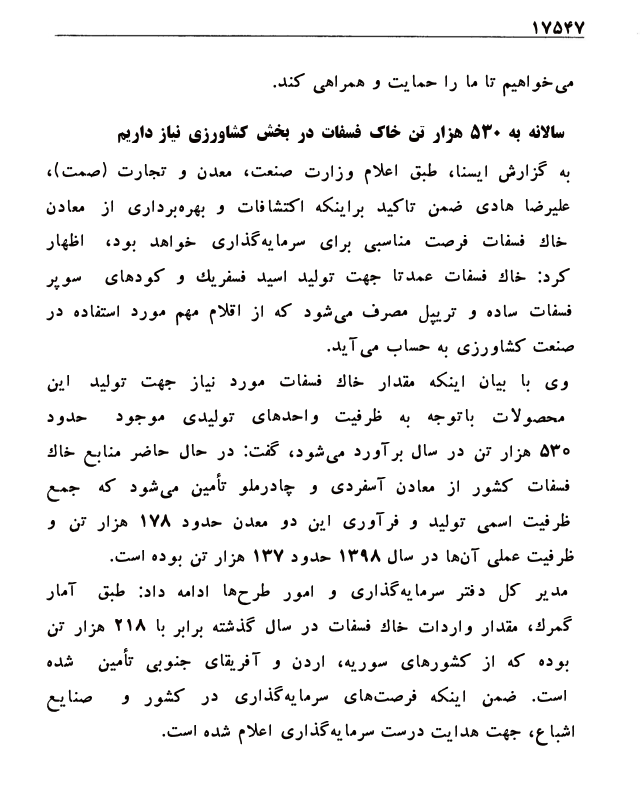 ۱۷۵۴۷
می‌خواهیم تا ما را حمایت و همراهی کند.
سالانه به ۵۳۰ هزار تن خاک فسفات در بخش کشاورزی نیاز داریم
به گزارش ایسنا، طبق اعلام وزارت صنعت، معدن و تجارت (صمت)،
علیرضا هادی ضمن تاکید براینکه اکتشافات و بهره‌برداری از معادن
خاك فسفات فرصت مناسبی برای سرمایه‌گذاری خواهد بود، اظهار
کرد: خاك فسفات عمدتا جهت تولید اسید فسفریك و کودهای سوپر
فسفات ساده و تریپل مصرف می‌شود که از اقلام مهم مورد استفاده در
صنعت کشاورزی به حساب می‌آید.
وی با بیان اینکه مقدار خاك فسفات مورد نیاز جهت تولید این
محصولات باتوجه به ظرفیت واحدهای تولیدی موجود حدود
۵۳۰ هزار تن در سال برآورد می‌شود، گفت: در حال حاضر منابع خاك
فسفات کشور از معادن آسفردی و چادرملو تأمین می‌شود که جمع
ظرفیت اسمی تولید و فرآوری این دو معدن حدود ۱۷۸ هزار تن و
ظرفیت عملی آن‌ها در سال ۱۳۹۸ حدود ۱۳۷ هزار تن بوده است.
مدیر کل دفتر سرمایه‌گذاری و امور طرح‌ها ادامه داد: طبق آمار
گمرك، مقدار واردات خاك فسفات در سال گذشته برابر با ۲۱۸ هزار تن
بوده که از کشورهای سوریه، اردن و آفریقای جنوبی تأمین شده
است. ضمن اینکه فرصت‌های سرمایه‌گذاری در کشور و صنایع
اشباع، جهت هدایت درست سرمایه‌گذاری اعلام شده است.